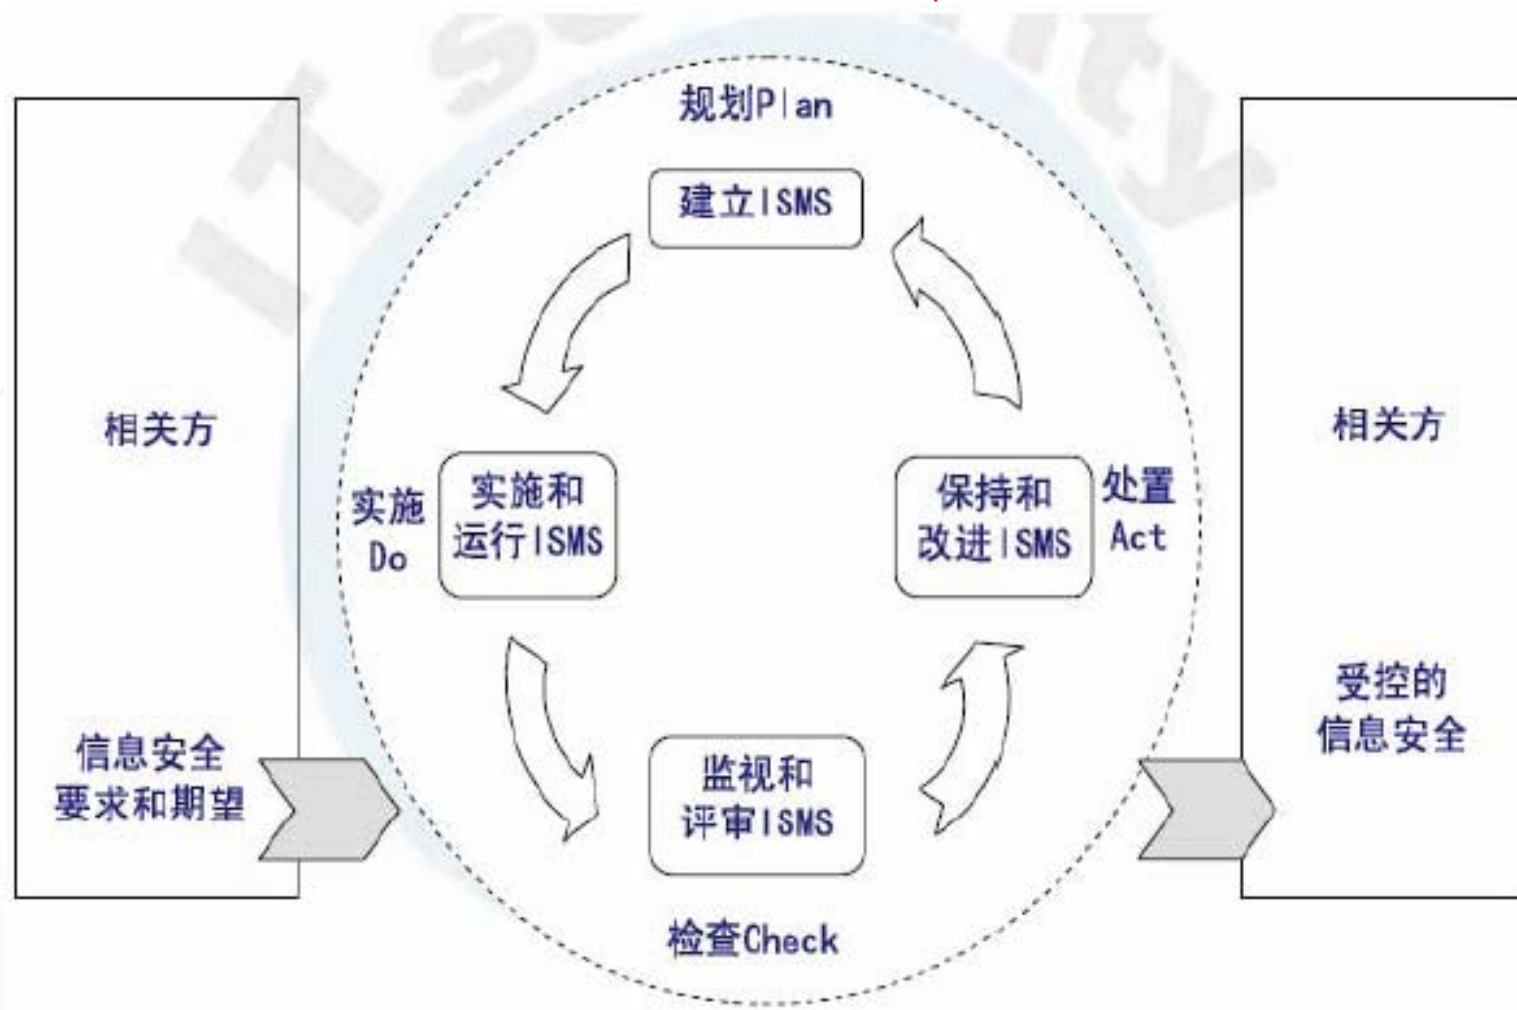 IT security
规划Plan
建立ISMS
相关方
信息安全
要求和期望
实施
Do
实施和
运行ISMS
保持和
改进ISMS
处置
Act
监视和
评审ISMS
检查Check
相关方
受控的
信息安全